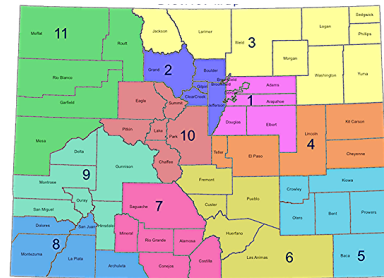 Sedgwick
Jackson
Larimer
Logan
Phillips
Moffat
11
Routt
Weld
3
Morgan
Washington
Yuma
Grand
2
Boulder
Rio Blanco
Gilpin
Adams
Garfield
Eagle
Summit
ClearCreek
1
Arapahoe
Jefferson
Douglas
Elbert
Pitkin
Lake
Park
10
Lincoln
Kit Carson
4
Mesa
Delta
Gunnison
Chaffee
Teller
El Paso
Cheyenne
9
Fremont
Kiowa
Montrose
Crowley
Ouray
Saguache
7
Custer
Pueblo
Otero
Bent
Prowers
San Miguel
Dolores
San Juan
Hinsdale
Mineral
Rio Grande
Alamosa
Huerfano
8
Montezuma
La Plata
Archuleta
Conejos
Costilla
Las Animas
6
Baca
5